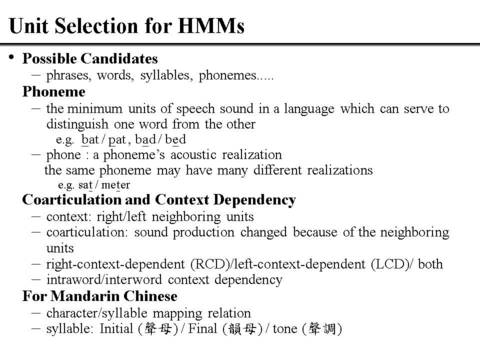 Unit Selection for HMMs
• Possible Candidates
– phrases, words, syllables, phonemes.....
Phoneme
– the minimum units of speech sound in a language which can serve to
distinguish one word from the other
e.g. bat / pat, bad / bed
– phone : a phoneme's acoustic realization
the same phoneme may have many different realizations
e.g. sat / meter
Coarticulation and Context Dependency
– context: right/left neighboring units
– coarticulation: sound production changed because of the neighboring
units
– right-context-dependent (RCD)/left-context-dependent (LCD)/ both
– intraword/interword context dependency
For Mandarin Chinese
– character/syllable mapping relation
– syllable: Initial (聲母) / Final (韻母) / tone (聲調)